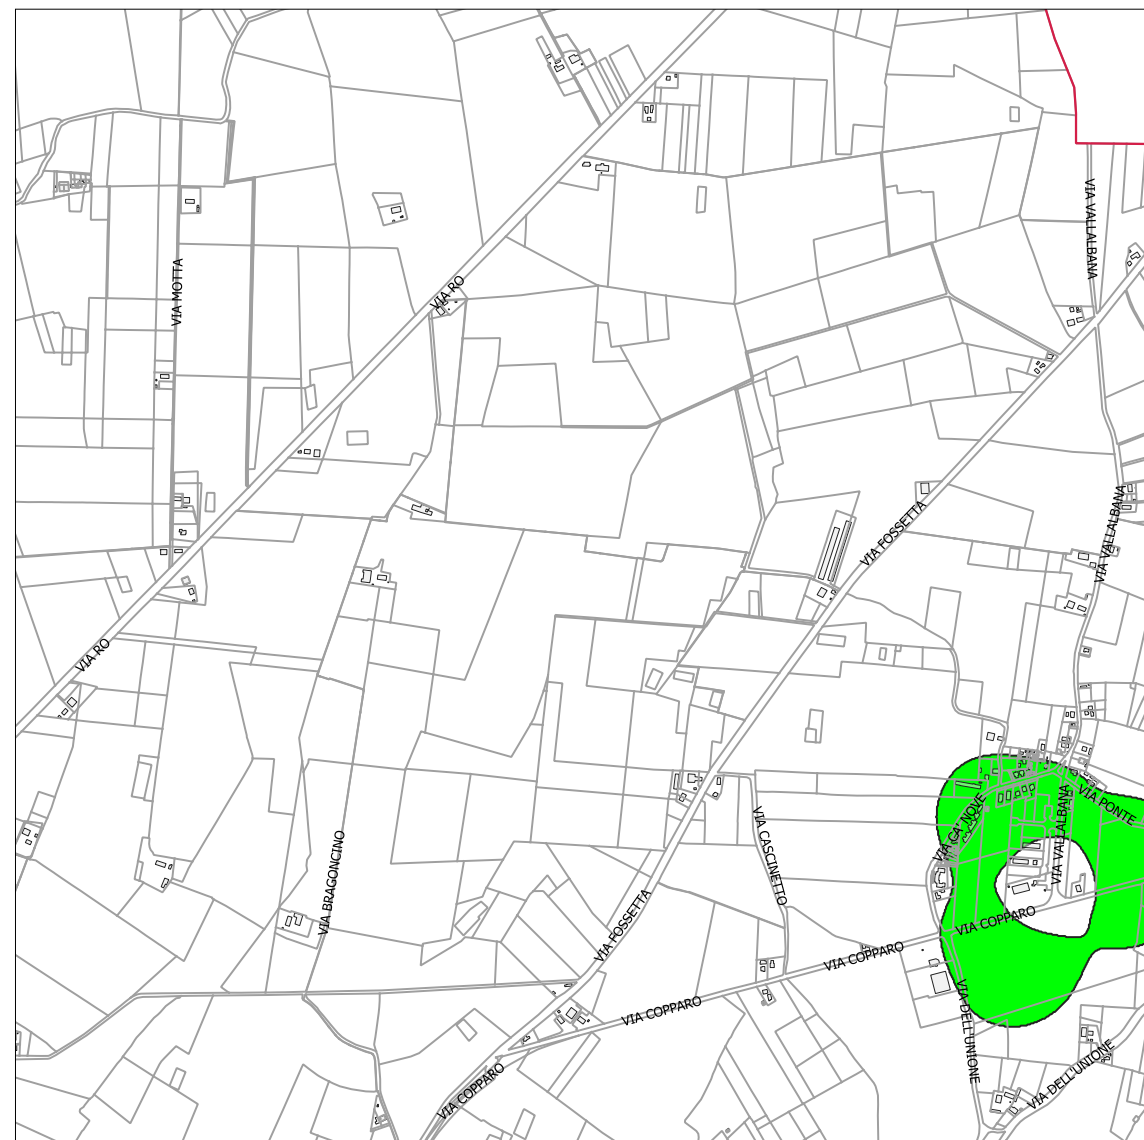 VIA VALLALBANA
VIA MOTTA
VIA RO
VIA FOSSETTA
VIA VALLALBANA
VIA RO
VIA PONTE
VIA CA' NOVE
VIA VALLALBANA
VIA CASCINETTO
VIA BRAGONCINO
VIA FOSSETTA
VIA COPPARO
VIA COPPARO
VIA COPPARO
VIA DELL'UNIONE
VIA DELL'UNIONE
VIA COPPARO